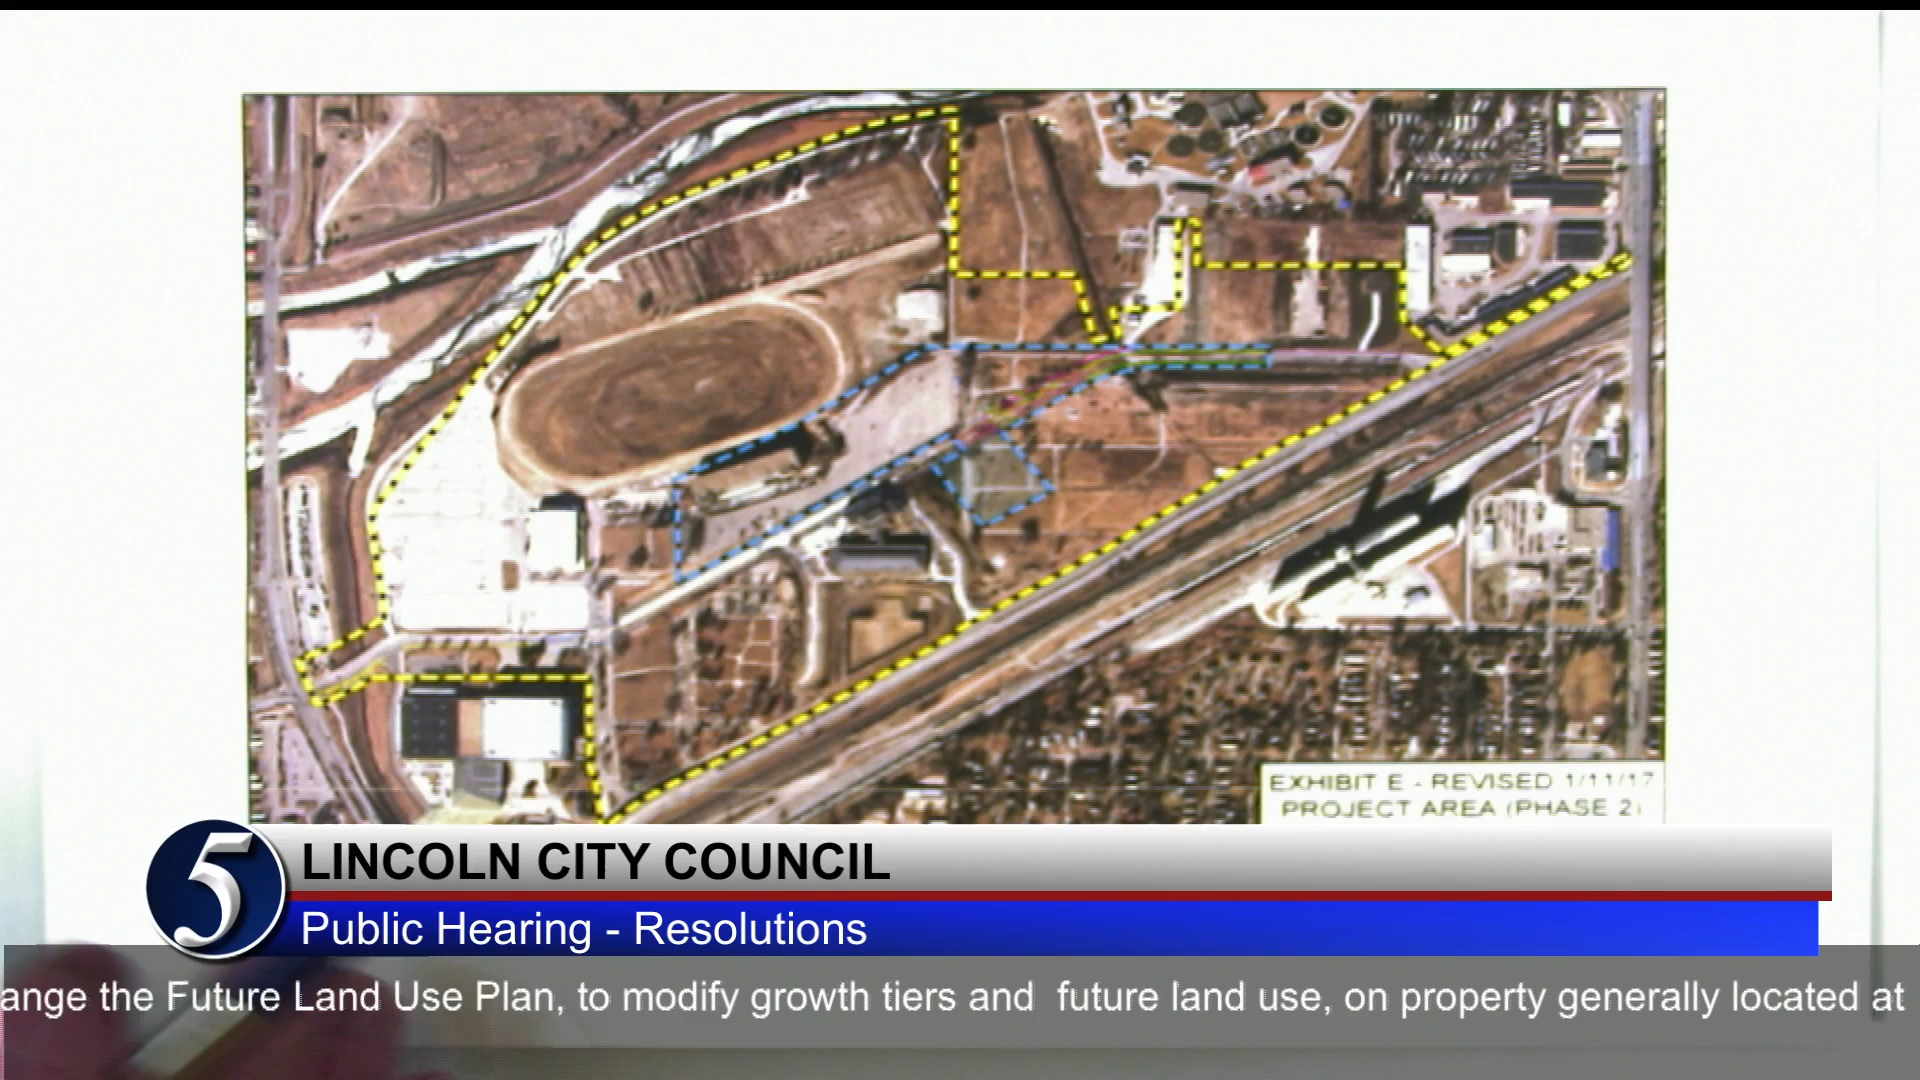 EXHIBIT E - REVISED 1/11/17
PROJECT AREA (PHASE 2)
5
LINCOLN CITY COUNCIL
Public Hearing - Resolutions
ange the Future Land Use Plan, to modify growth tiers and  future land use, on property generally located at